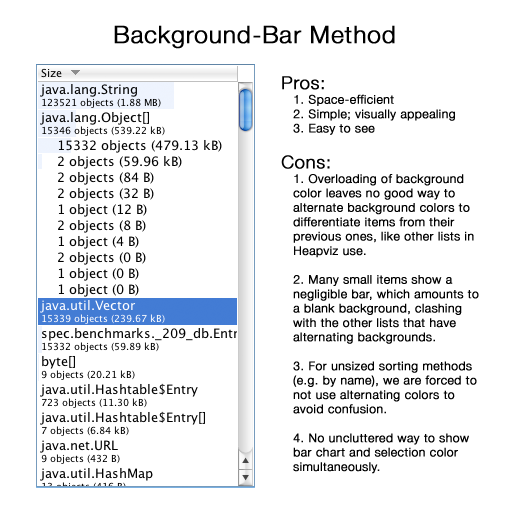 Background-Bar Method
Size
java.lang.String
123521 objects (1.88 MB)
java.lang.Object[]
15346 objects (539.22 kB)
15332 objects (479.13 kB)
2 objects (59.96 kB)
2 objects (84 B)
2 objects (32 B)
1 object (12 B)
2 objects (8 B)
1 object (4 B)
2 objects (0 B)
1 object (0 B)
1 object (0 B)
java.util.Vector
15339 objects (239.67 kB)
spec.benchmarks._209_db.Entr
15332 objects (59.89 kB)
byte[]
9 objects (20.21 kB)
java.util.Hashtable$Entry
723 objects (11.30 kB)
java.util.Hashtable$Entry[]
7 objects (6.84 kB)
java.net.URL
9 objects (432 B)
java.util.HashMap
13 objects (416 B)
Pros:
1. Space-efficient
2. Simple; visually appealing
3. Easy to see
Cons:
1. Overloading of background
color leaves no good way to
alternate background colors to
differentiate items from their
previous ones, like other lists in
Heapviz use.
2. Many small items show a
negligible bar, which amounts to
a blank background, clashing
with the other lists that have
alternating backgrounds.
3. For unsized sorting methods
(e.g. by name), we are forced to
not use alternating colors to
avoid confusion.
4. No uncluttered way to show
bar chart and selection color
simultaneously.